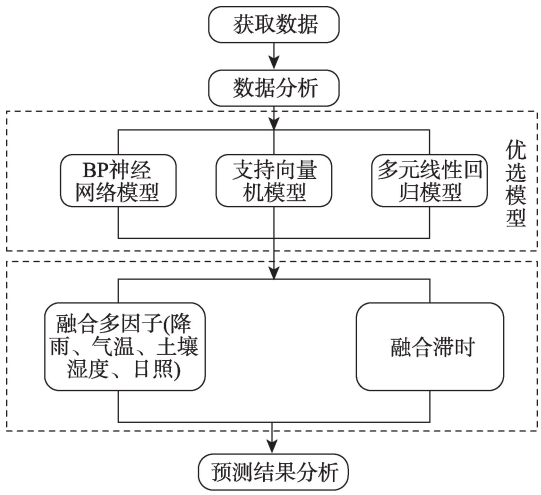 获取数据
数据分析
优选模型
BP神经
网络模型
支持向量
机模型
多元线性回
归模型
融合多因子(降
雨、气温、土壤
湿度、日照)
融合滞时
预测结果分析